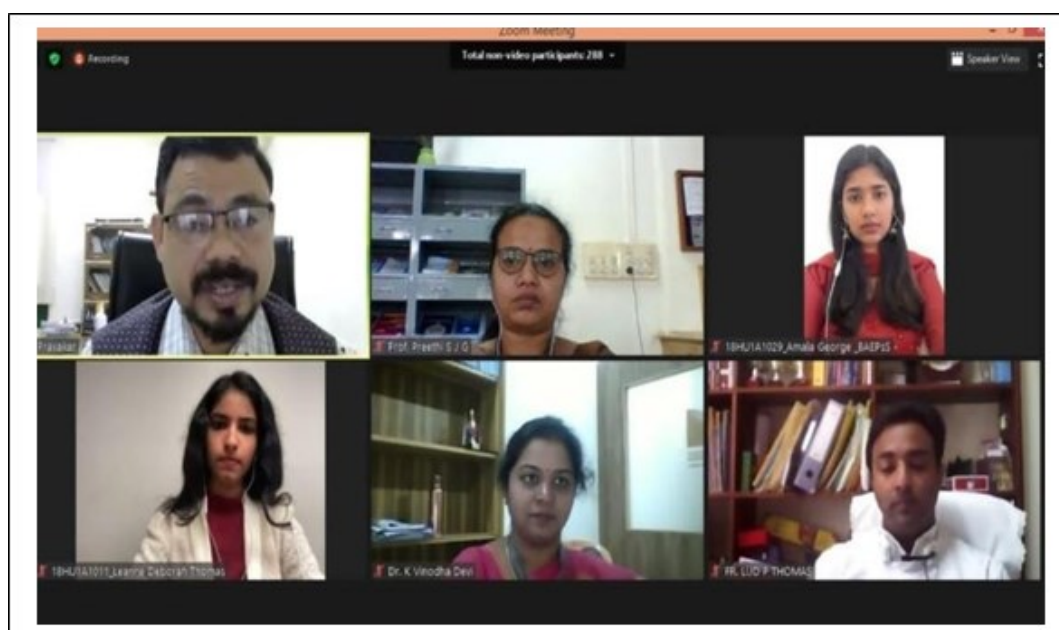 Zoom Meeting
Recording
Total non-video participants: 288
Speaker View
Prasakar
Prof. Preethi S J G
18HU1A1029_Amala George _BAEPsS
18HU1A1011_Leanne Deborah Thomas
Dr. K Vinodha Devi
FR. LIJO P THOMAS